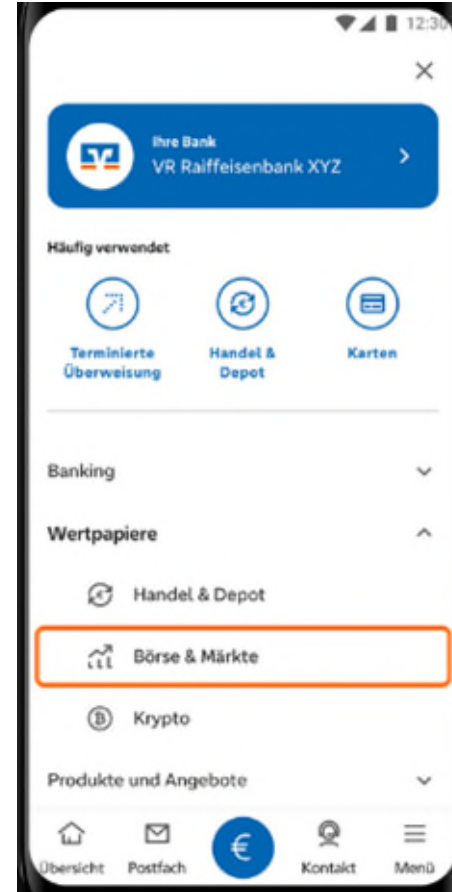 12:30
Ihre Bank
VR Raiffeisenbank XYZ
Häufig verwendet
Terminierte
Überweisung
Handel &
Depot
Karten
Banking
Wertpapiere
Handel & Depot
Börse & Märkte
Krypto
Produkte und Angebote
Übersicht
Postfach
€
Kontakt
Menü